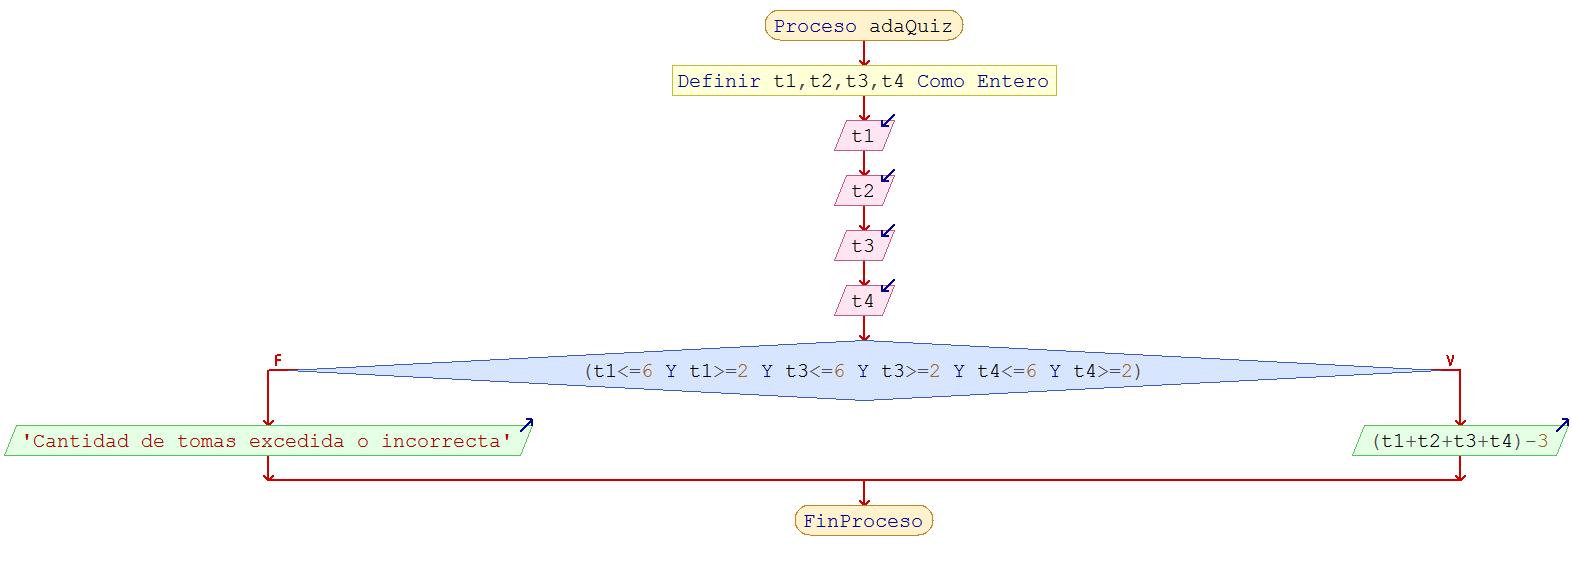 Proceso adaQuiz
Definir t1,t2,t3,t4 Como Entero
t1
t2
t3
t4
F
V
(t1<=6 Y t1>=2 Y t3<=6 Y t3>=2 Y t4<=6 Y t4>=2)
'Cantidad de tomas excedida o incorrecta'
(t1+t2+t3+t4)-3
FinProceso